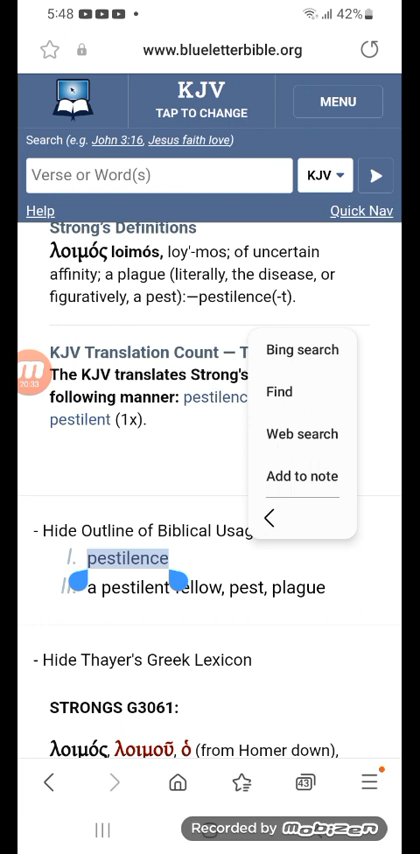 5:48
42%
www.blueletterbible.org
KJV
TAP TO CHANGE
MENU
Search (e.g. John 3:16, Jesus faith love)
Verse or Word(s)
KJV
Help
Quick Nav
Strong's Definitions
λοιμός loimós, loy'-mos; of uncertain
affinity; a plague (literally, the disease, or
figuratively, a pest):—pestilence(-t).
KJV Translation Count — T
The KJV translates Strong's
following manner: pestilenc
pestilent (1x).
Bing search
Find
Web search
Add to note
20:33
- Hide Outline of Biblical Usag
I. pestilence
II. a pestilent fellow, pest, plague
- Hide Thayer's Greek Lexicon
STRONGS G3061:
λοιμός, λοιμοῦ, ὁ (from Homer down),
43
Recorded by mobizen